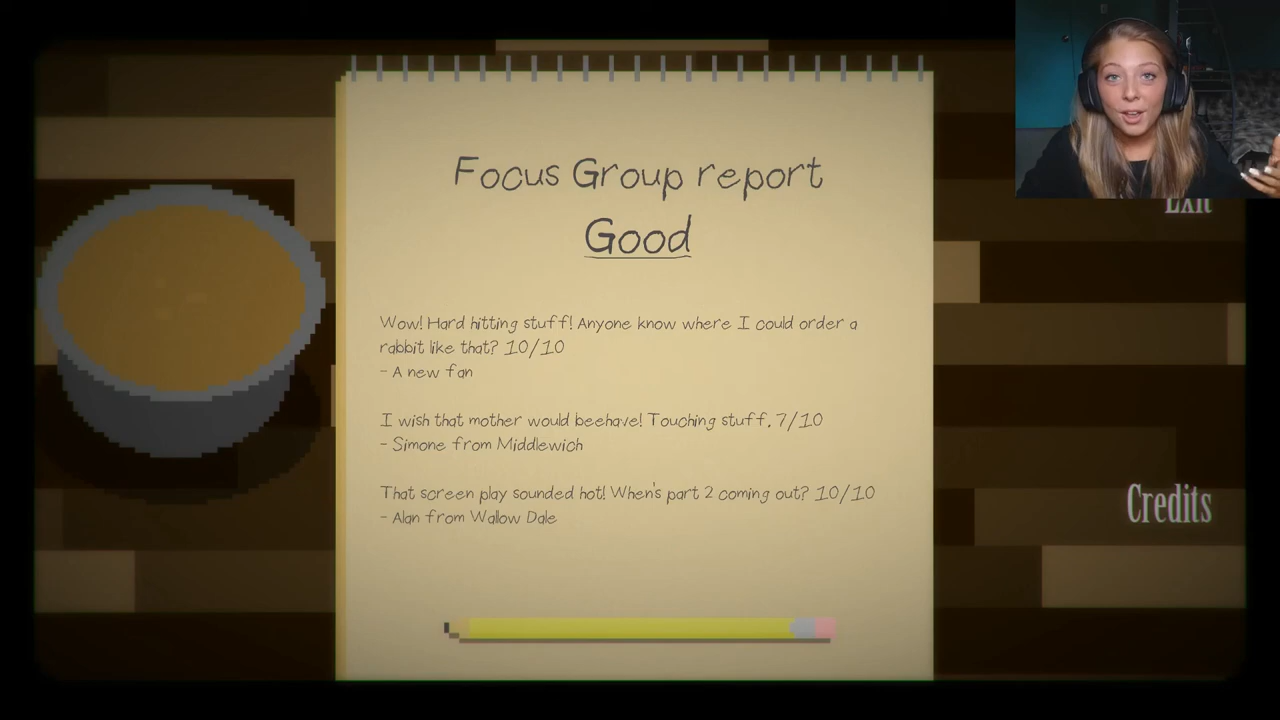 Focus Group report
Good
Exit
Wow! Hard hitting stuff! Anyone know where I could order a
rabbit like that? 10/10
- A new fan
I wish that mother would beehave! Touching stuff. 7/10
- Simone from Middlewich
That screen play sounded hot! When's part 2 coming out? 10/10
- Alan from Wallow Dale
Credits